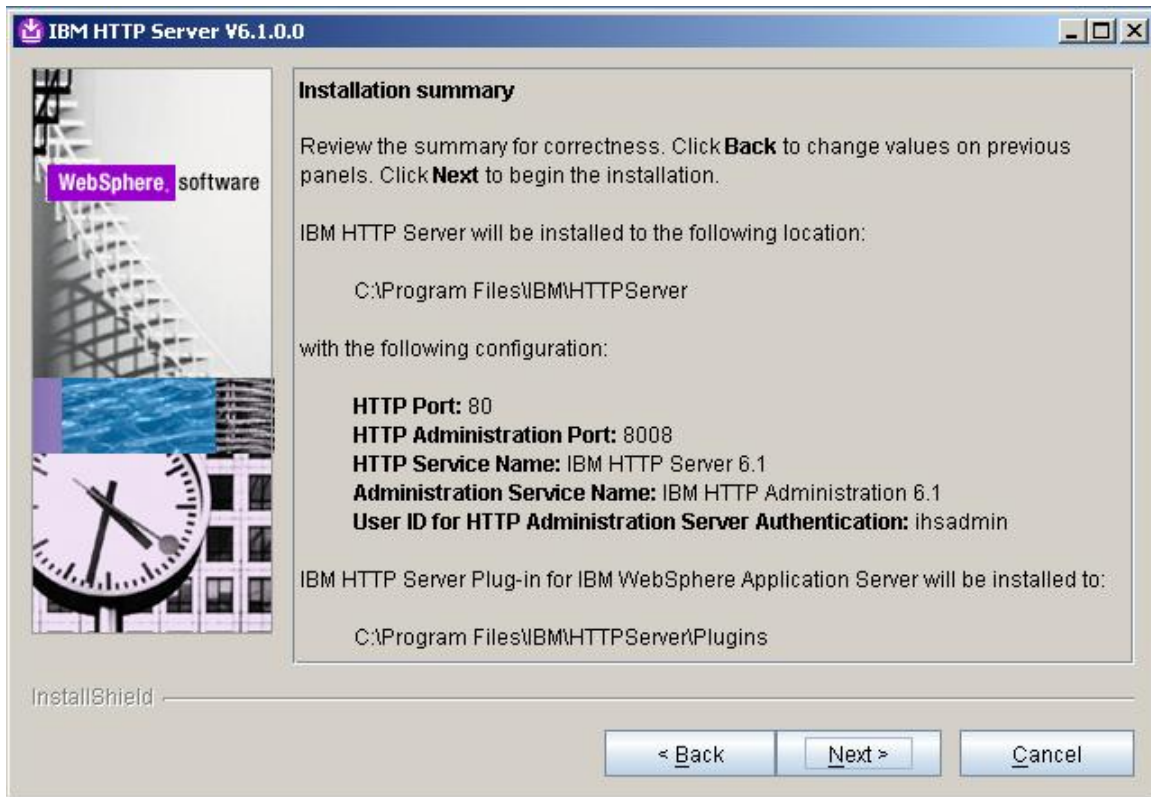 IBM HTTP Server V6.1.0.0
WebSphere. software
Installation summary
Review the summary for correctness. Click Back to change values on previous
panels. Click Next to begin the installation.
IBM HTTP Server will be installed to the following location:
C:\Program Files\IBM\HTTPServer
with the following configuration:
HTTP Port: 80
HTTP Administration Port: 8008
HTTP Service Name: IBM HTTP Server 6.1
Administration Service Name: IBM HTTP Administration 6.1
User ID for HTTP Administration Server Authentication: ihsadmin
IBM HTTP Server Plug-in for IBM WebSphere Application Server will be installed to:
C:\Program Files\IBM\HTTPServer\Plugins
InstallShield
< Back
Next >
Cancel